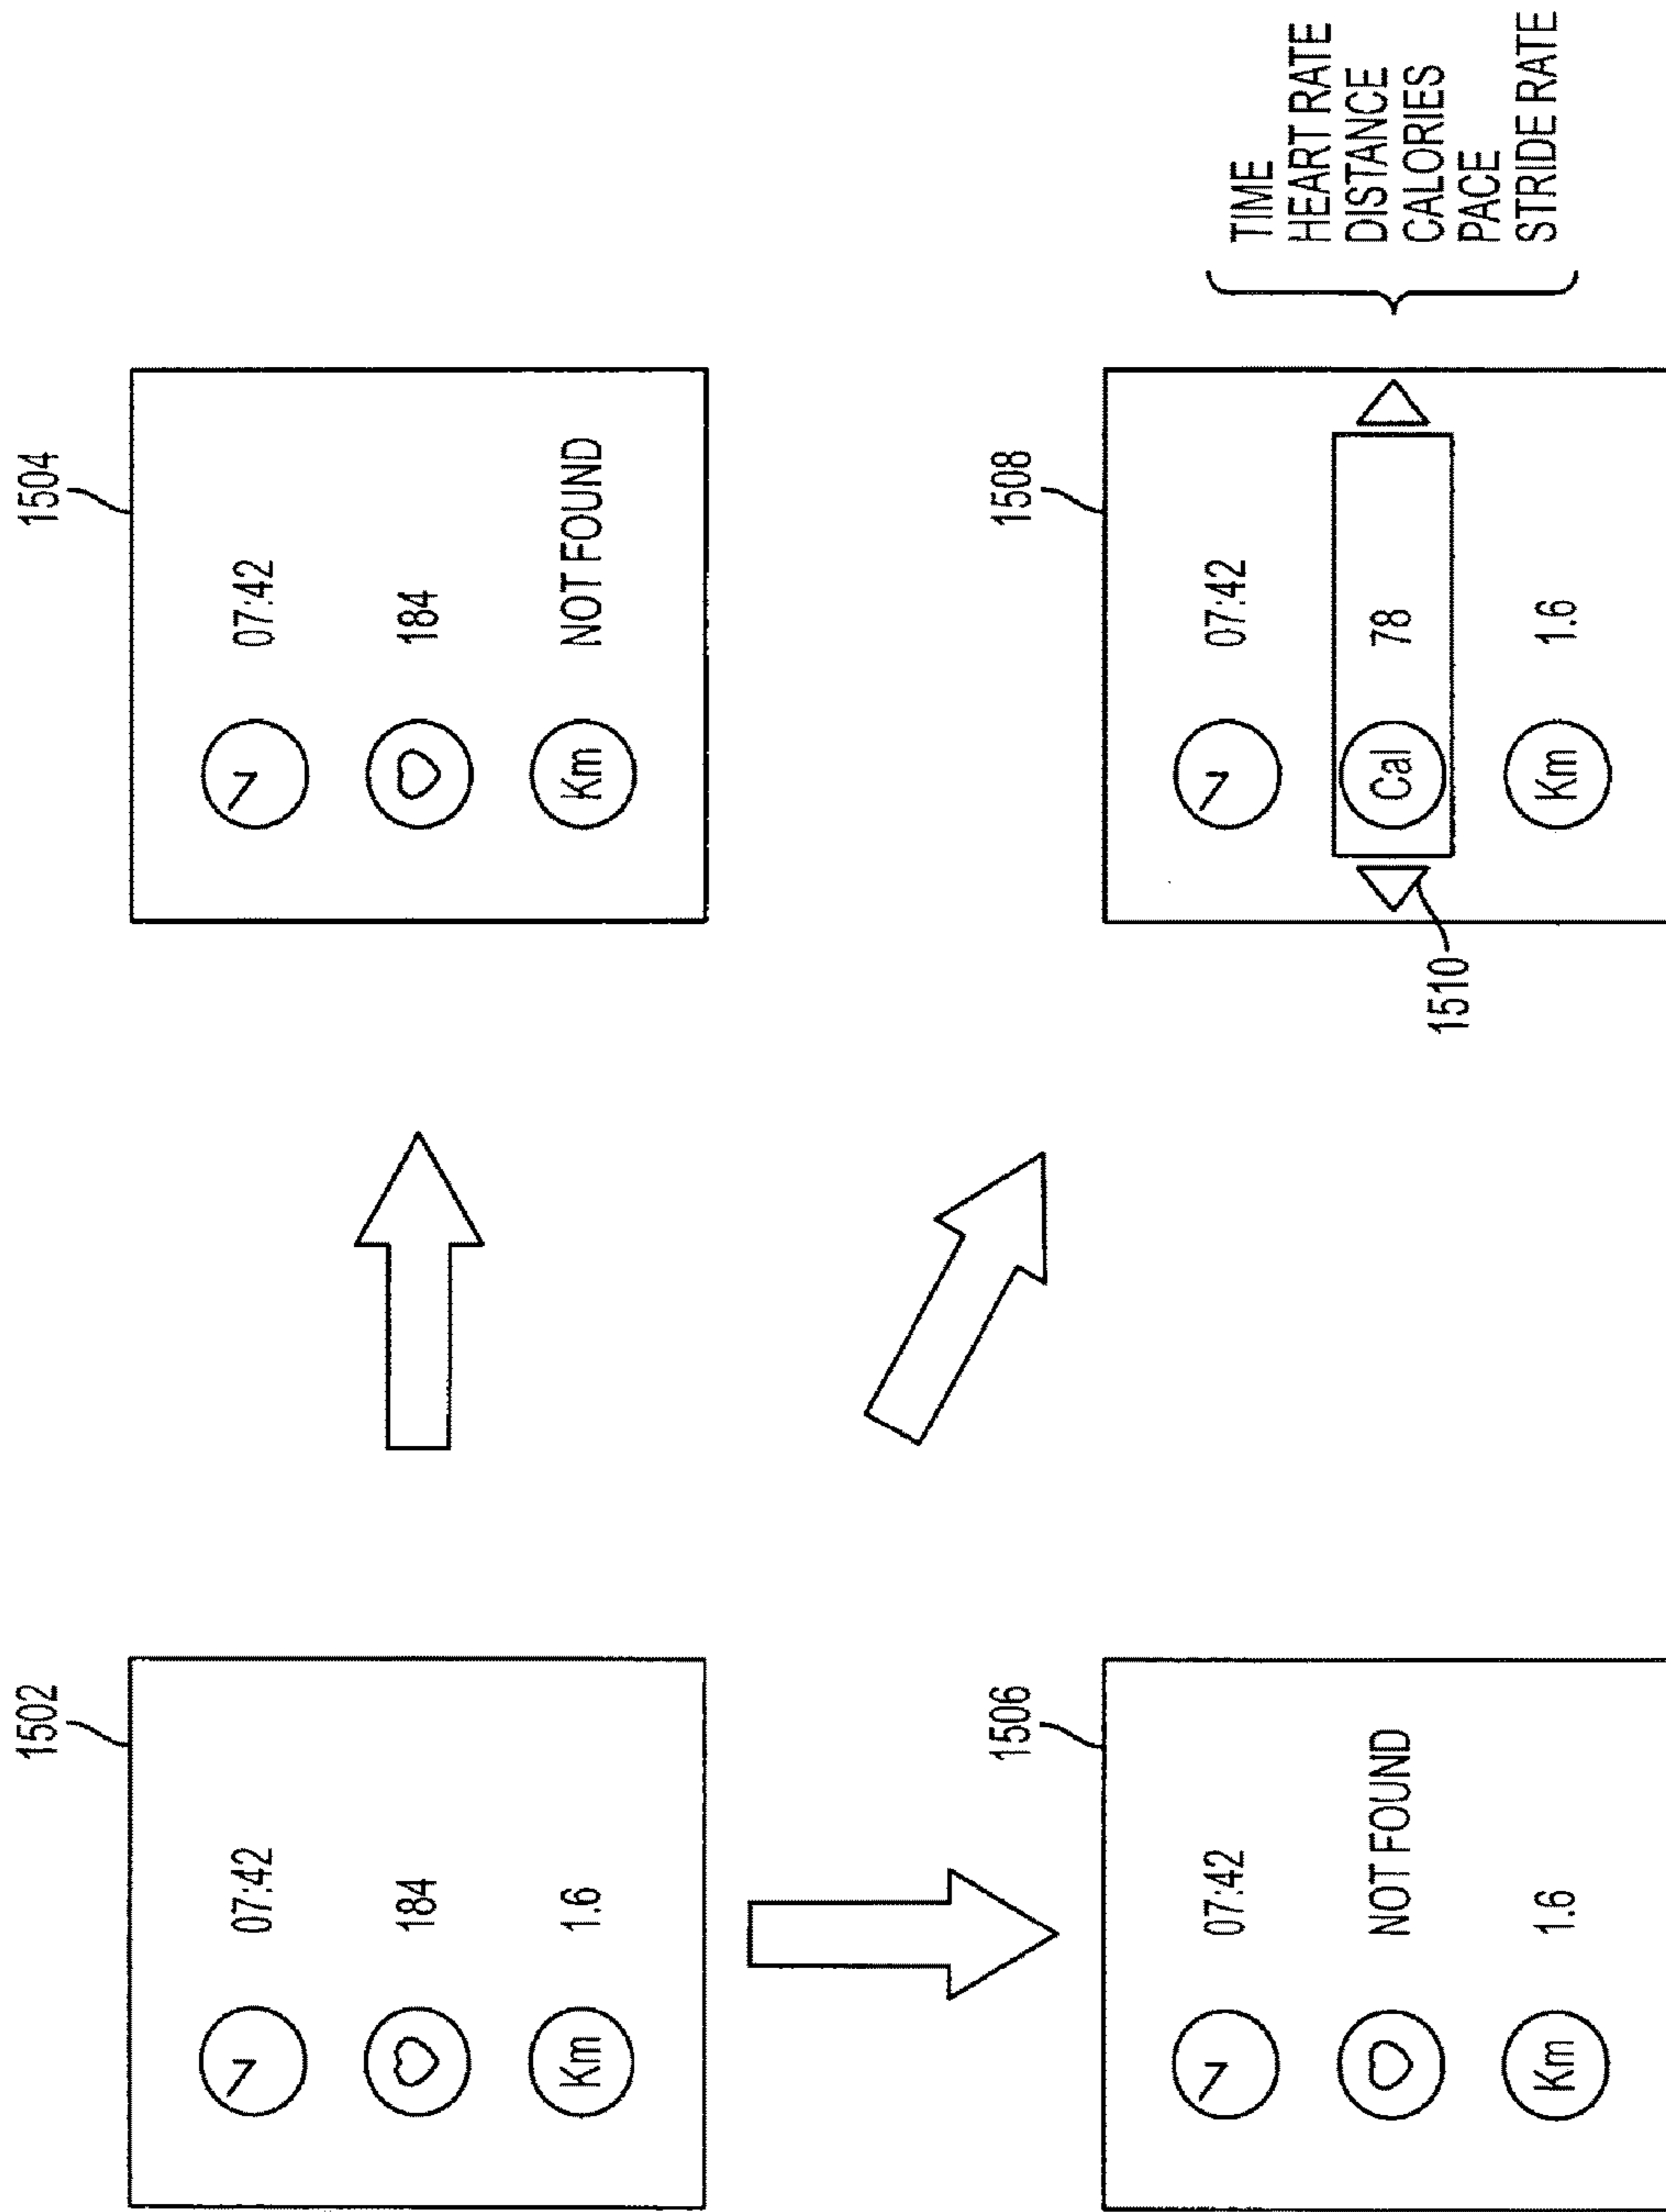 1502
07:42
184
Km 1.6
1504
07:42
184
Km NOT FOUND
1506
07:42
NOT FOUND
Km 1.6
1508
07:42
Cal 78
Km 1.6
1510
TIME
HEART RATE
DISTANCE
CALORIES
PACE
STRIDE RATE